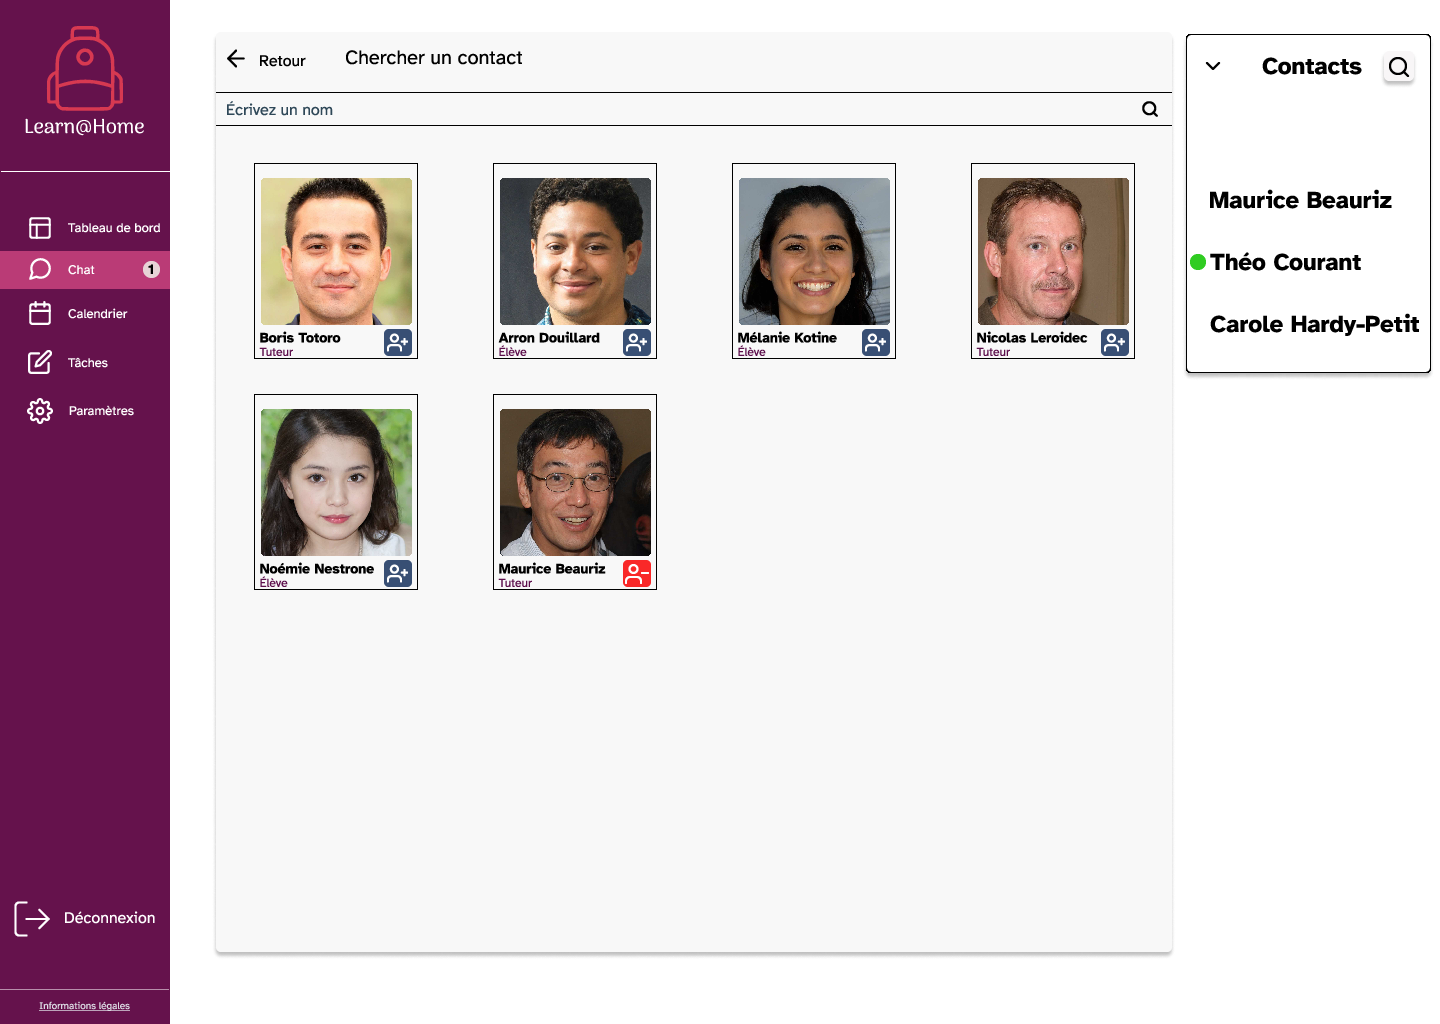 Learn@Home
Tableau de bord
Chat
1
Calendrier
Tâches
Paramètres
Déconnexion
Informations légales
Retour
Chercher un contact
Écrivez un nom
Boris Totoro
Tuteur
Arron Douillard
Élève
Mélanie Kotine
Élève
Nicolas Leroidec
Tuteur
Noémie Nestrone
Élève
Maurice Beauriz
Tuteur
Contacts
Maurice Beauriz
Théo Courant
Carole Hardy-Petit